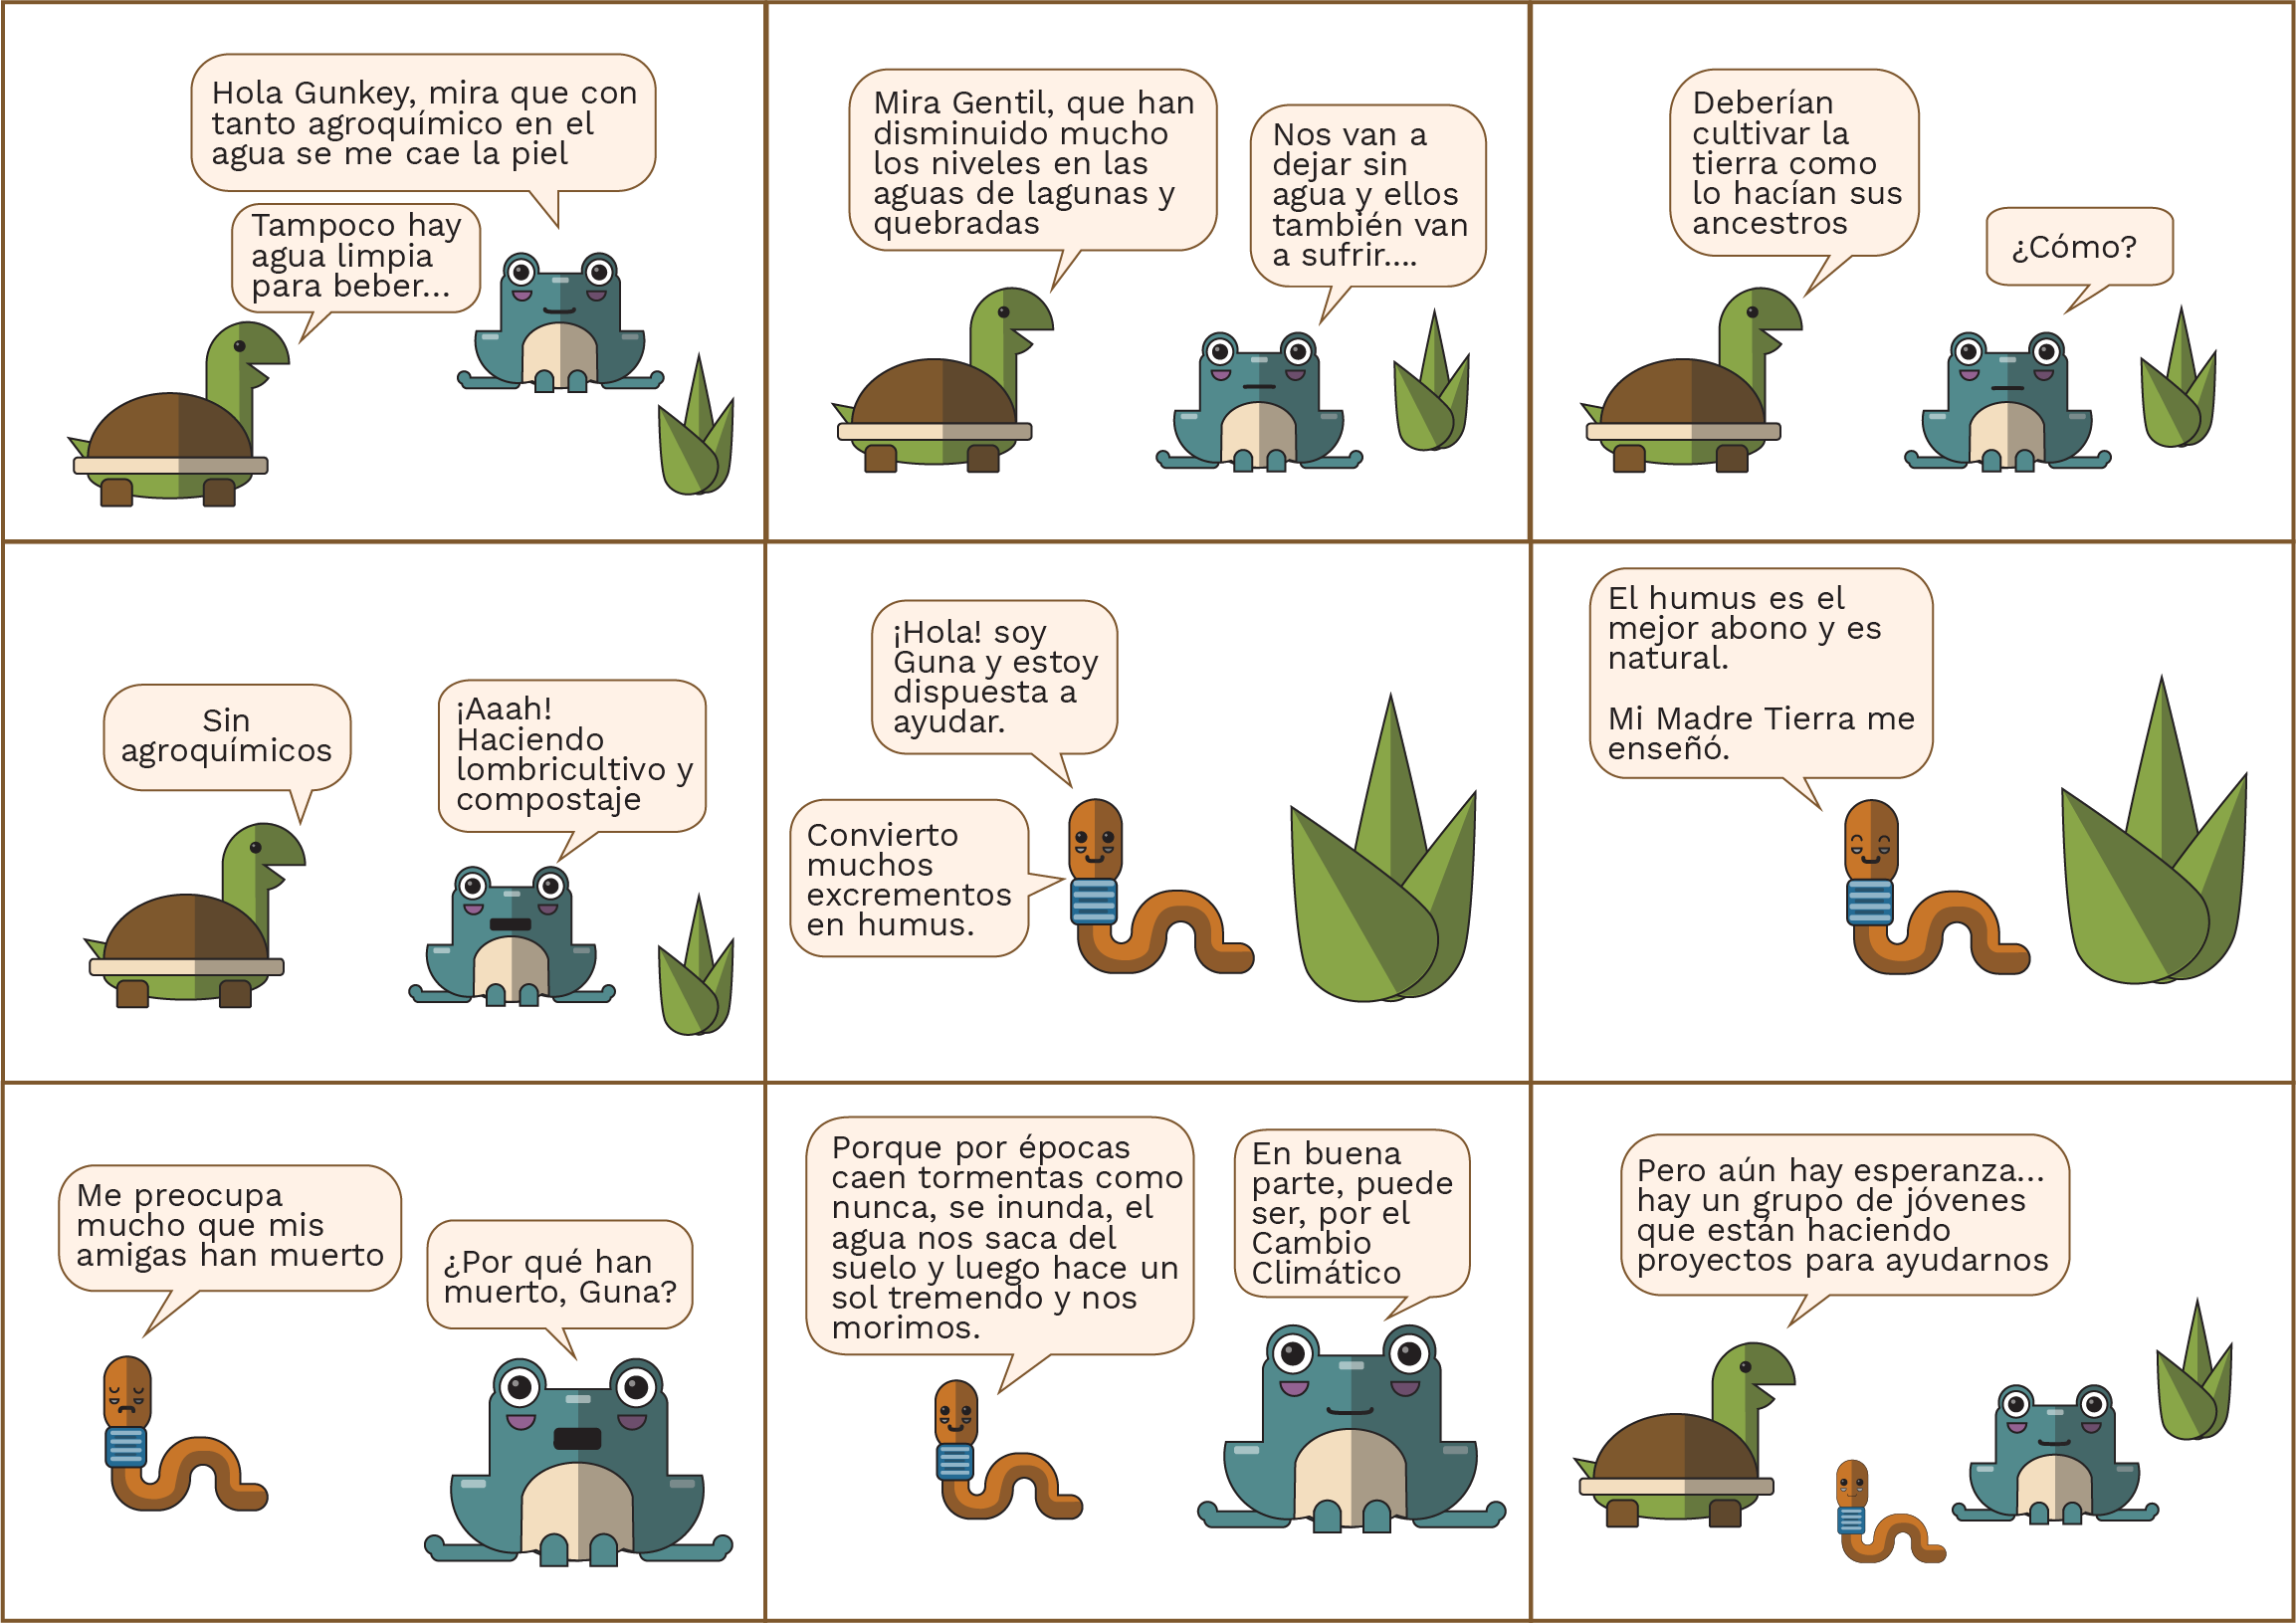 Hola Gunkey, mira que con
tanto agroquímico en el
agua se me cae la piel
Tampoco hay
agua limpia
para beber...
Mira Gentil, que han
disminuido mucho
los niveles en las
aguas de lagunas y
quebradas
Nos van a
dejar sin
agua y ellos
también van
a sufrir....
Deberían
cultivar la
tierra como
lo hacían sus
ancestros
¿Cómo?
Sin
agroquímicos
¡Aaah!
Haciendo
lombricultivo y
compostaje
¡Hola! soy
Guna y estoy
dispuesta a
ayudar.
Convierto
muchos
excrementos
en humus.
El humus es el
mejor abono y es
natural.
Mi Madre Tierra me
enseñó.
Me preocupa
mucho que mis
amigas han muerto
¿Por qué han
muerto, Guna?
Porque por épocas
caen tormentas como
nunca, se inunda, el
agua nos saca del
suelo y luego hace un
sol tremendo y nos
morimos.
En buena
parte, puede
ser, por el
Cambio
Climático
Pero aún hay esperanza...
hay un grupo de jóvenes
que están haciendo
proyectos para ayudarnos